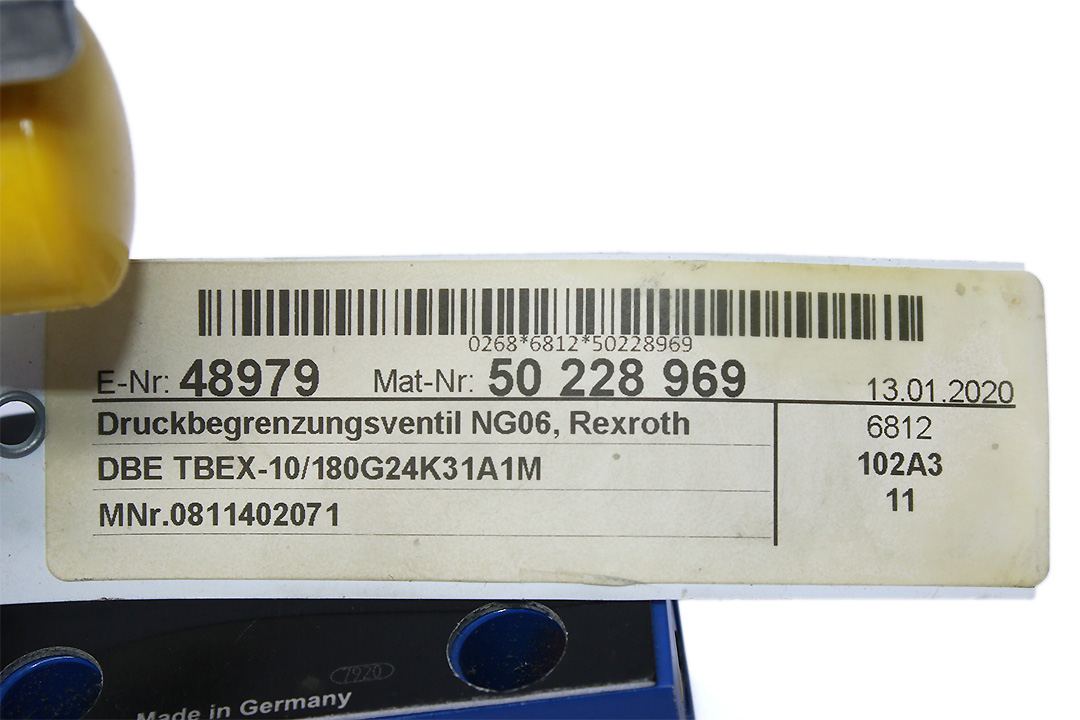 0268*6812*50228969
E-Nr: 48979 Mat-Nr: 50 228 969 13.01.2020
Druckbegrenzungsventil NG06, Rexroth 6812
DBE TBEX-10/180G24K31A1M 102A3
MNr.0811402071 11
7920
Made in Germany